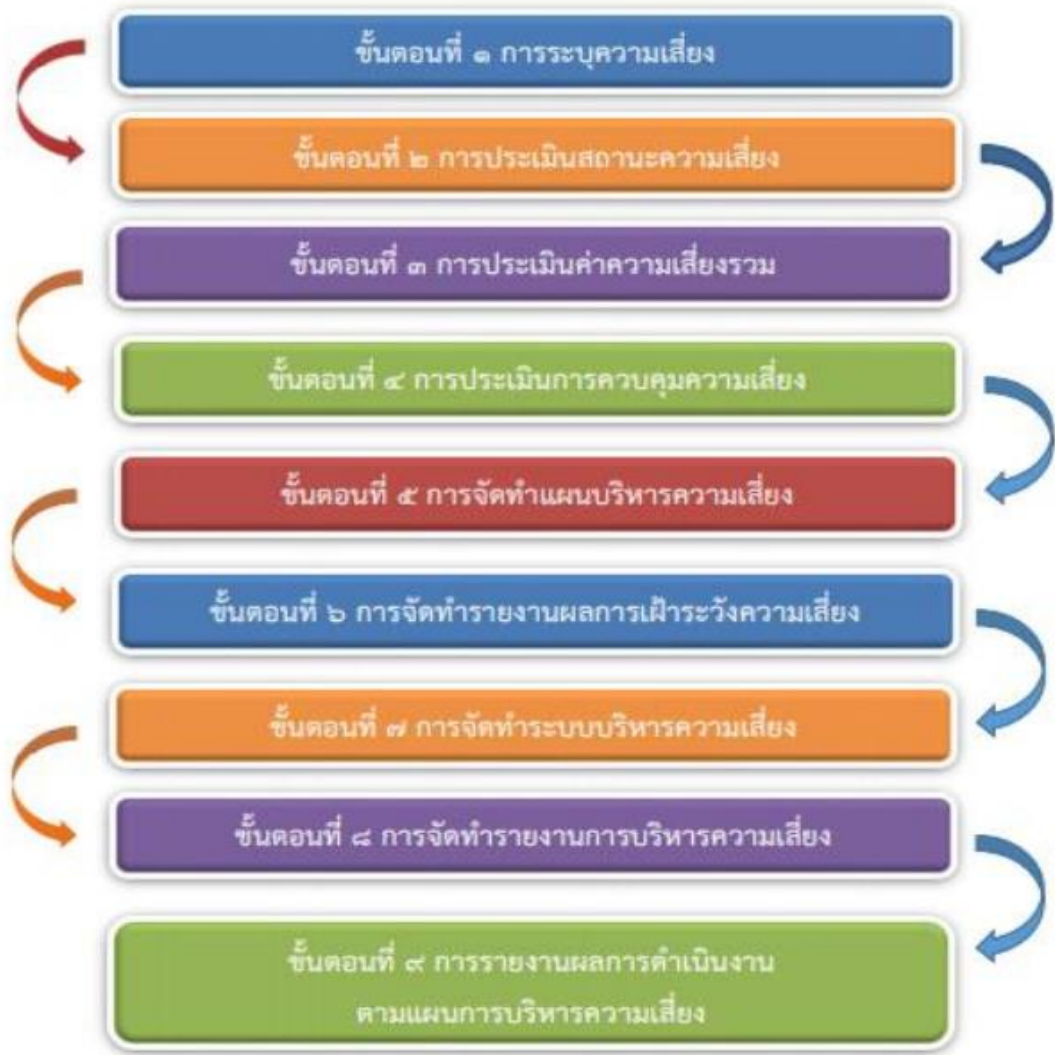 ขั้นตอนที่ ๑ การระบุความเสี่ยง
ขั้นตอนที่ ๒ การประเมินสถานะความเสี่ยง
ขั้นตอนที่ ๓ การประเมินค่าความเสี่ยงรวม
ขั้นตอนที่ ๔ การประเมินการควบคุมความเสี่ยง
ขั้นตอนที่ ๕ การจัดทำแผนบริหารความเสี่ยง
ขั้นตอนที่ ๖ การจัดทำรายงานผลการเฝ้าระวังความเสี่ยง
ขั้นตอนที่ ๗ การจัดทำระบบบริหารความเสี่ยง
ขั้นตอนที่ ๘ การจัดทำรายงานการบริหารความเสี่ยง
ขั้นตอนที่ ๙ การรายงานผลการดำเนินงาน
ตามแผนการบริหารความเสี่ยง